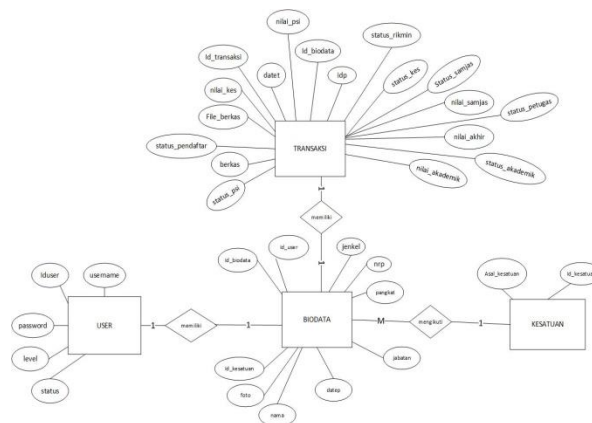 nilai_psi
status_rikmin
Id_transaksi
Id_biodata
datet
Idp
status_kes
Status_samjas
nilai_kes
nilai_samjas
File_berkas
status_petugas
status_pendaftar
TRANSAKSI
nilai_akhir
berkas
nilai_akademik
status_akademik
status_psi
1
memiliki
1
Id_user
jenkel
Id_biodata
nrp
Iduser
username
pangkat
Asal_kesatuan
Id_kesatuan
password
USER
1
memiliki
1
BIODATA
M
mengikuti
1
KESATUAN
level
jabatan
status
Id_kesatuan
foto
datep
nama